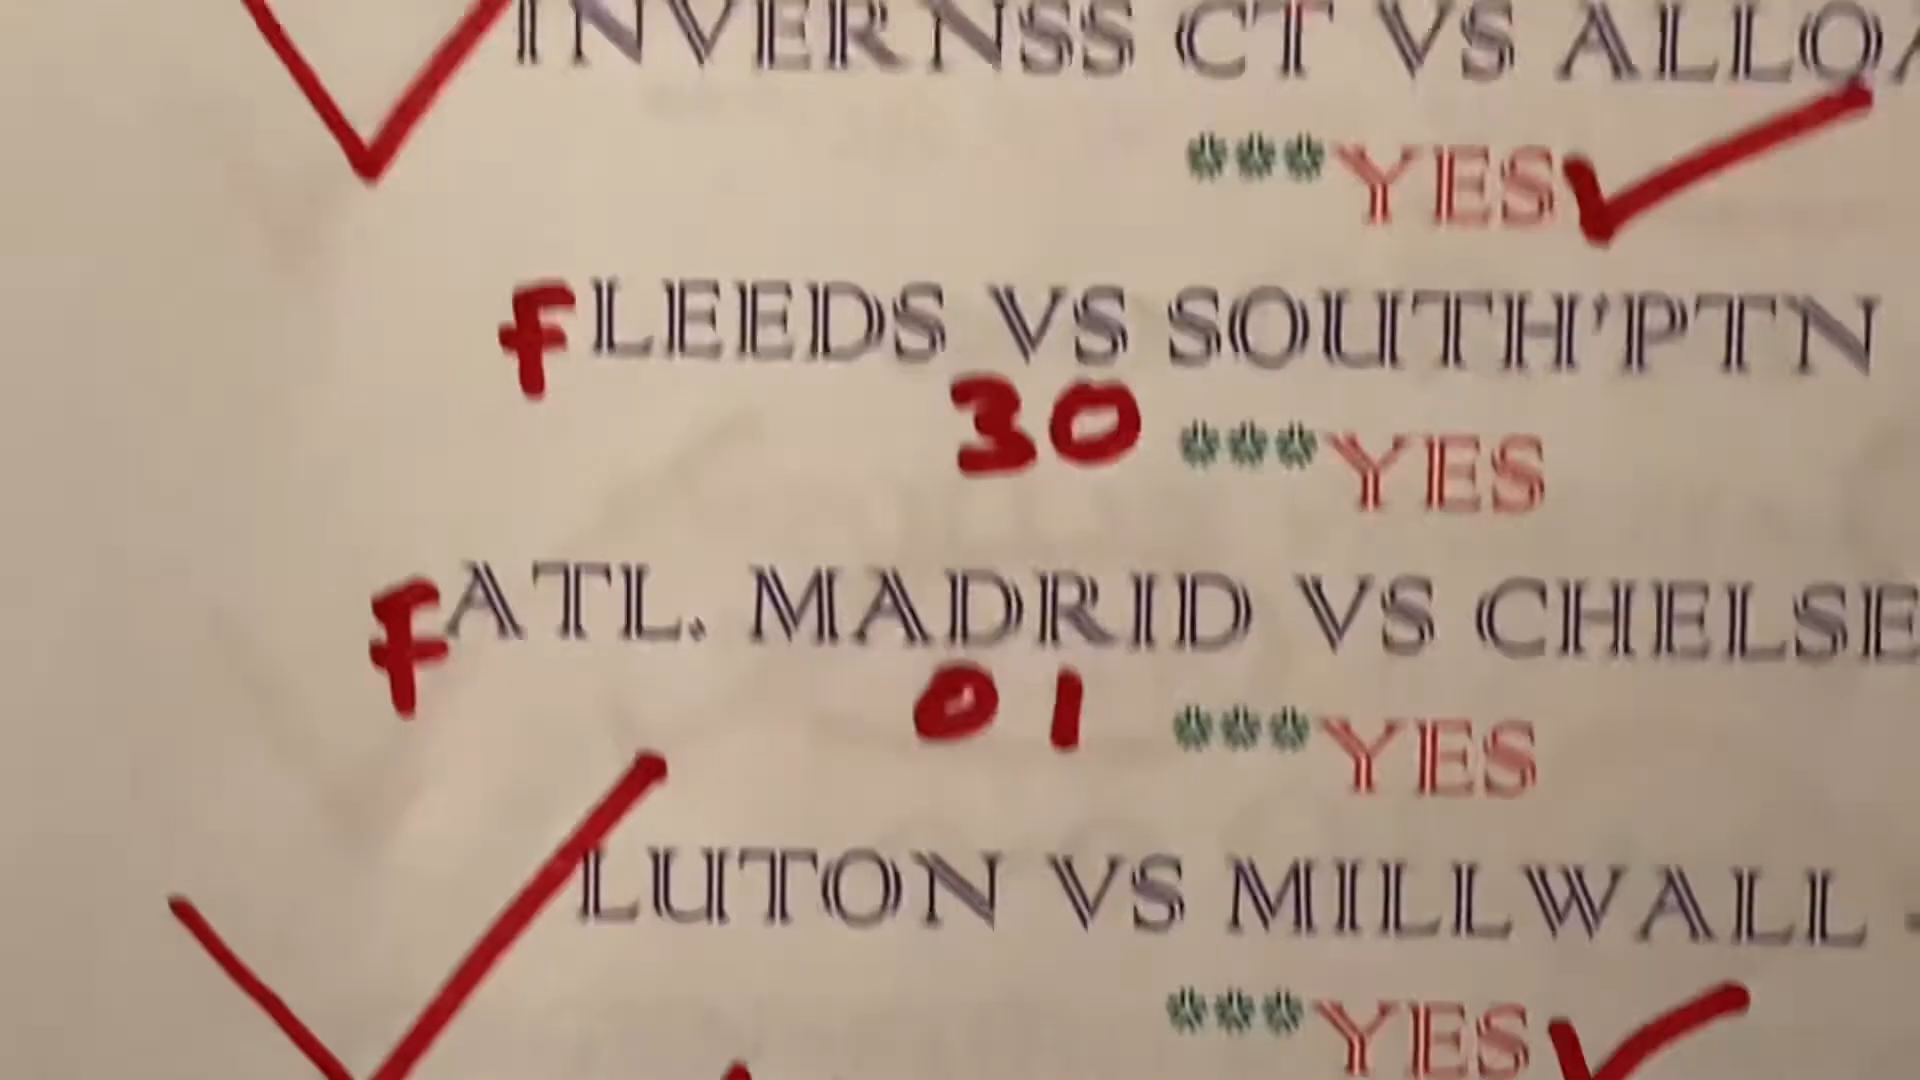 INVERNSS CT VS ALLOA
***YES
F LEEDS VS SOUTH'PTN
30
***YES
F ATL. MADRID VS CHELSE
01
***YES
LUTON VS MILLWALL -
***YES